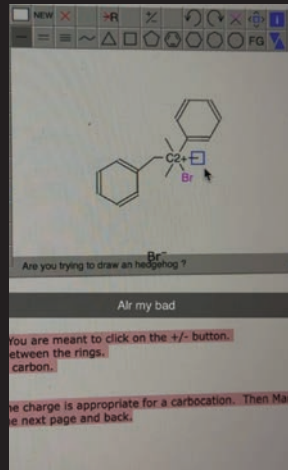 NEW
+R
+/-
FG
C2+
Br
Br⁻
Are you trying to draw an hedgehog ?
Alr my bad
You are meant to click on the +/- button.
etween the rings.
carbon.
ne charge is appropriate for a carbocation. Then Ma
e next page and back.